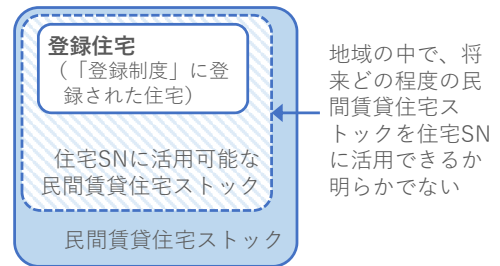 登録住宅
（「登録制度」に登
録された住宅）
住宅SNに活用可能な
民間賃貸住宅ストック
民間賃貸住宅ストック
地域の中で、将
来どの程度の民
間賃貸住宅ス
トックを住宅SN
に活用できるか
明らかでない